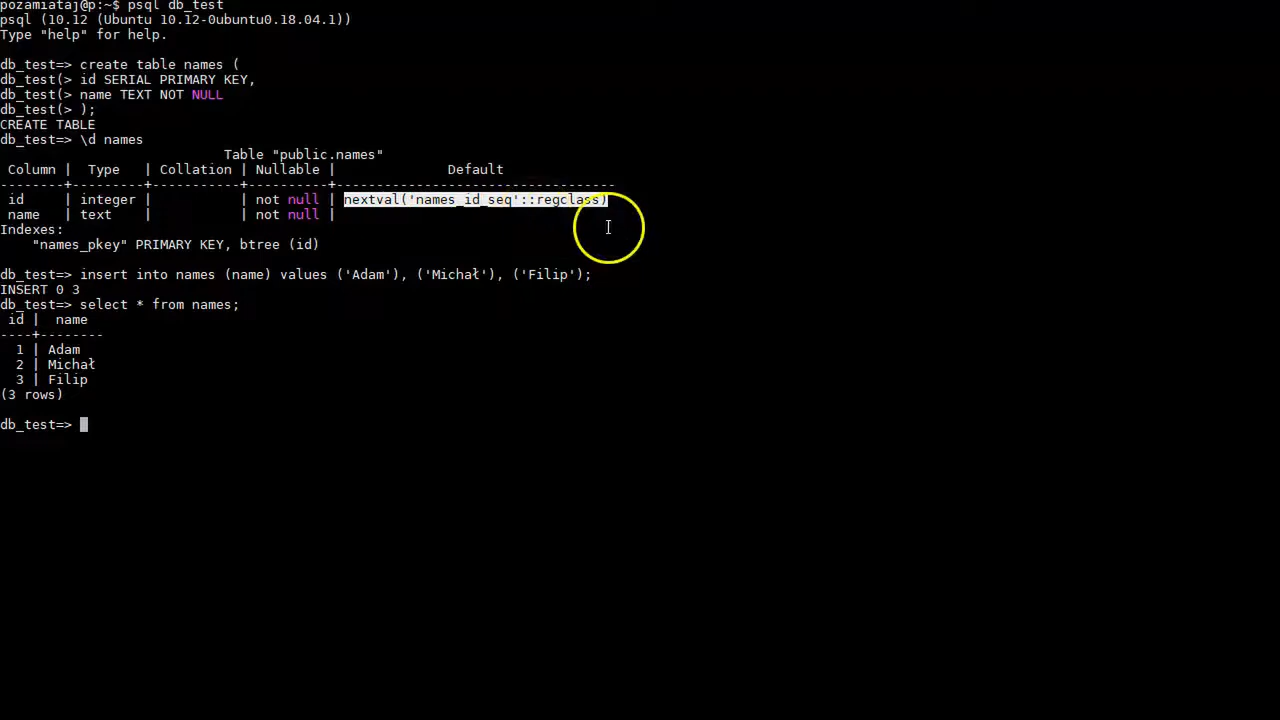 pozamiataj@p:~$ psql db_test
psql (10.12 (Ubuntu 10.12-0ubuntu0.18.04.1))
Type "help" for help.
db_test=> create table names (
db_test(> id SERIAL PRIMARY KEY,
db_test(> name TEXT NOT NULL
db_test(> );
CREATE TABLE
db_test=> \d names
                            Table "public.names"
 Column |  Type   | Collation | Nullable |              Default
--------+---------+-----------+----------+----------------------------------
 id     | integer |           | not null | nextval('names_id_seq'::regclass)
 name   | text    |           | not null |
Indexes:
    "names_pkey" PRIMARY KEY, btree (id)
db_test=> insert into names (name) values ('Adam'), ('Michał'), ('Filip');
INSERT 0 3
db_test=> select * from names;
 id |  name
----+--------
  1 | Adam
  2 | Michał
  3 | Filip
(3 rows)
db_test=>